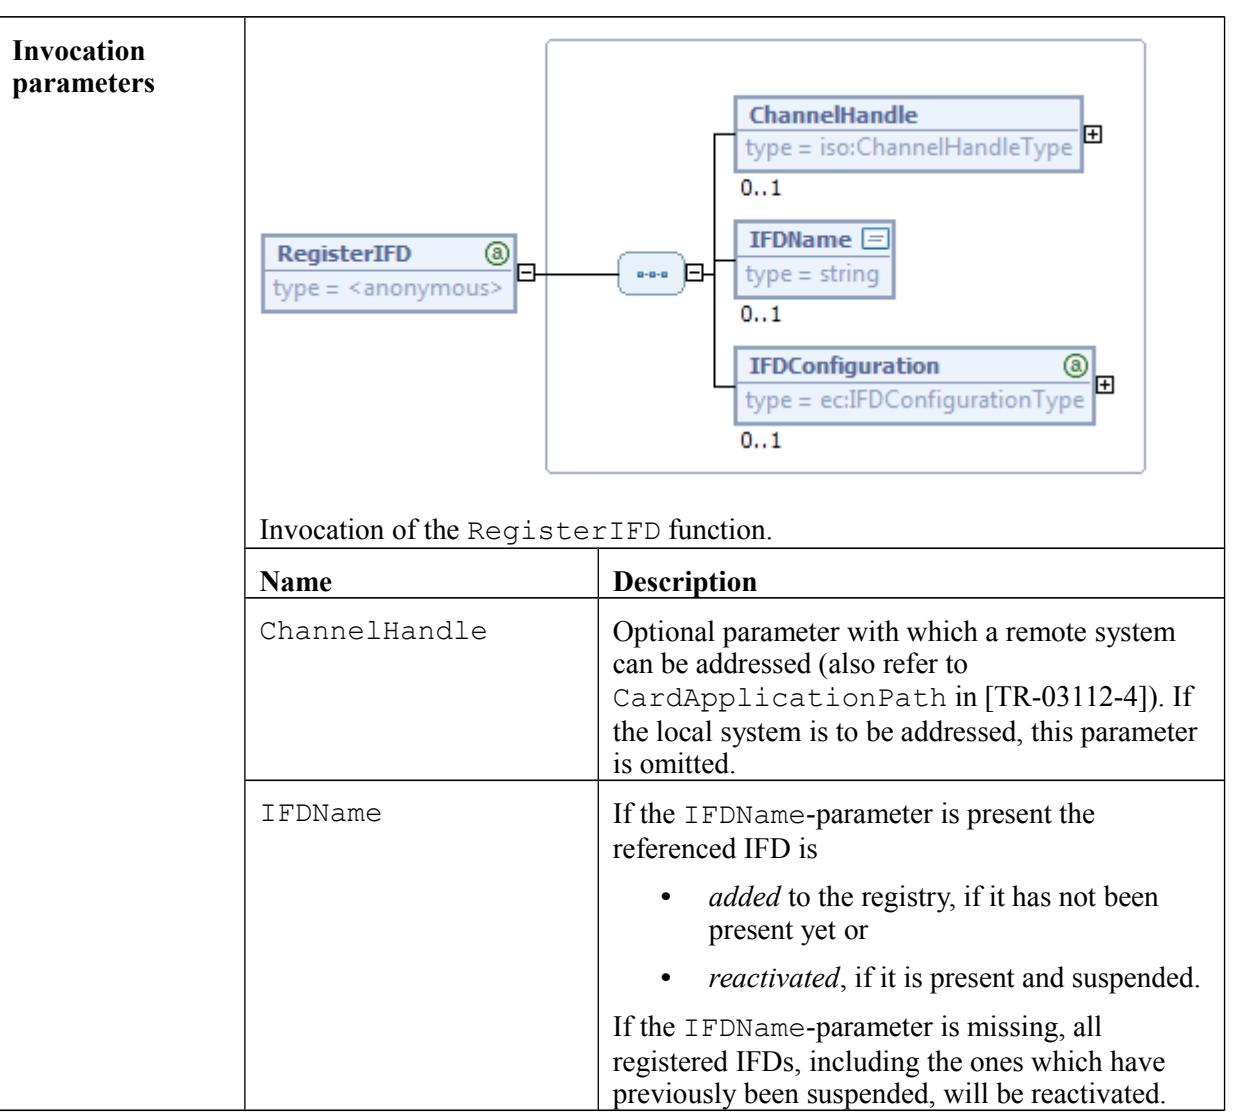 Invocation
parameters
ChannelHandle
type = iso:ChannelHandleType
0..1
IFDName
type = string
0..1
RegisterIFD
type = <anonymous>
IFDConfiguration
type = ec:IFDConfigurationType
0..1
Invocation of the RegisterIFD function.
Name
Description
ChannelHandle
Optional parameter with which a remote system
can be addressed (also refer to
CardApplicationPath in [TR-03112-4]). If
the local system is to be addressed, this parameter
is omitted.
IFDName
If the IFDName-parameter is present the
referenced IFD is
• added to the registry, if it has not been
present yet or
• reactivated, if it is present and suspended.
If the IFDName-parameter is missing, all
registered IFDs, including the ones which have
previously been suspended, will be reactivated.